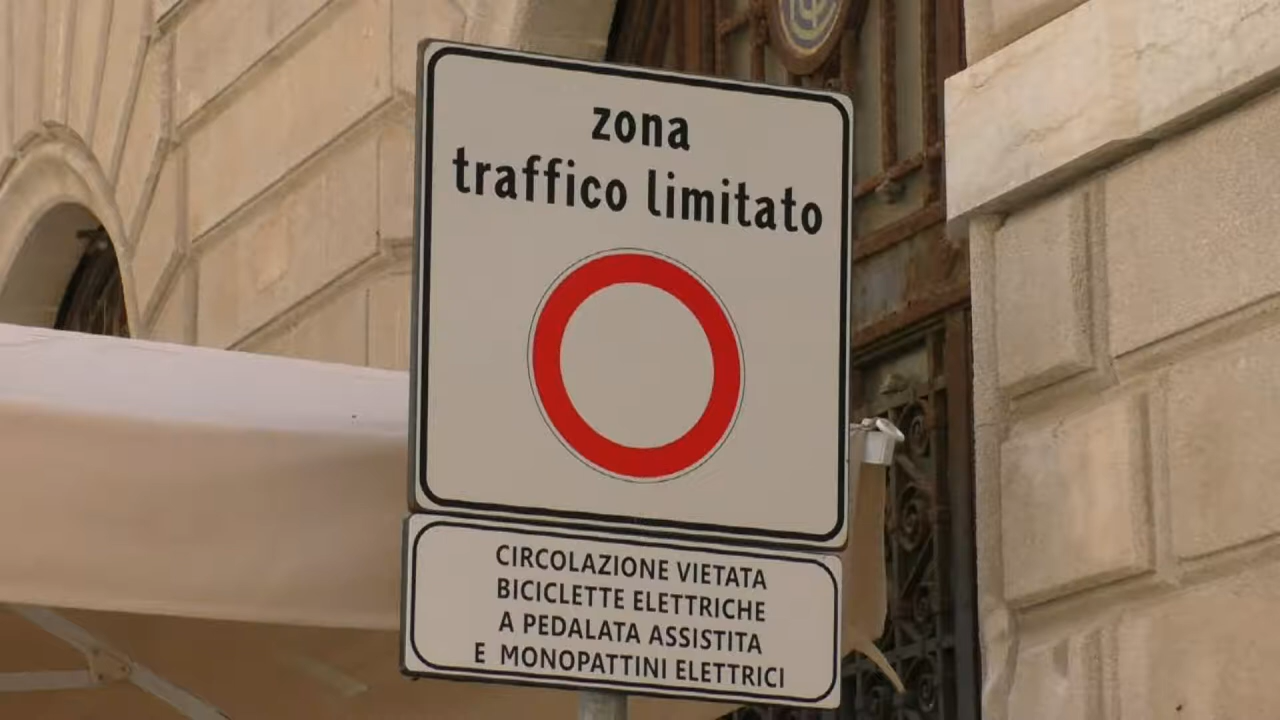 zona
traffico limitato
CIRCOLAZIONE VIETATA
BICICLETTE ELETTRICHE
A PEDALATA ASSISTITA
E MONOPATTINI ELETTRICI